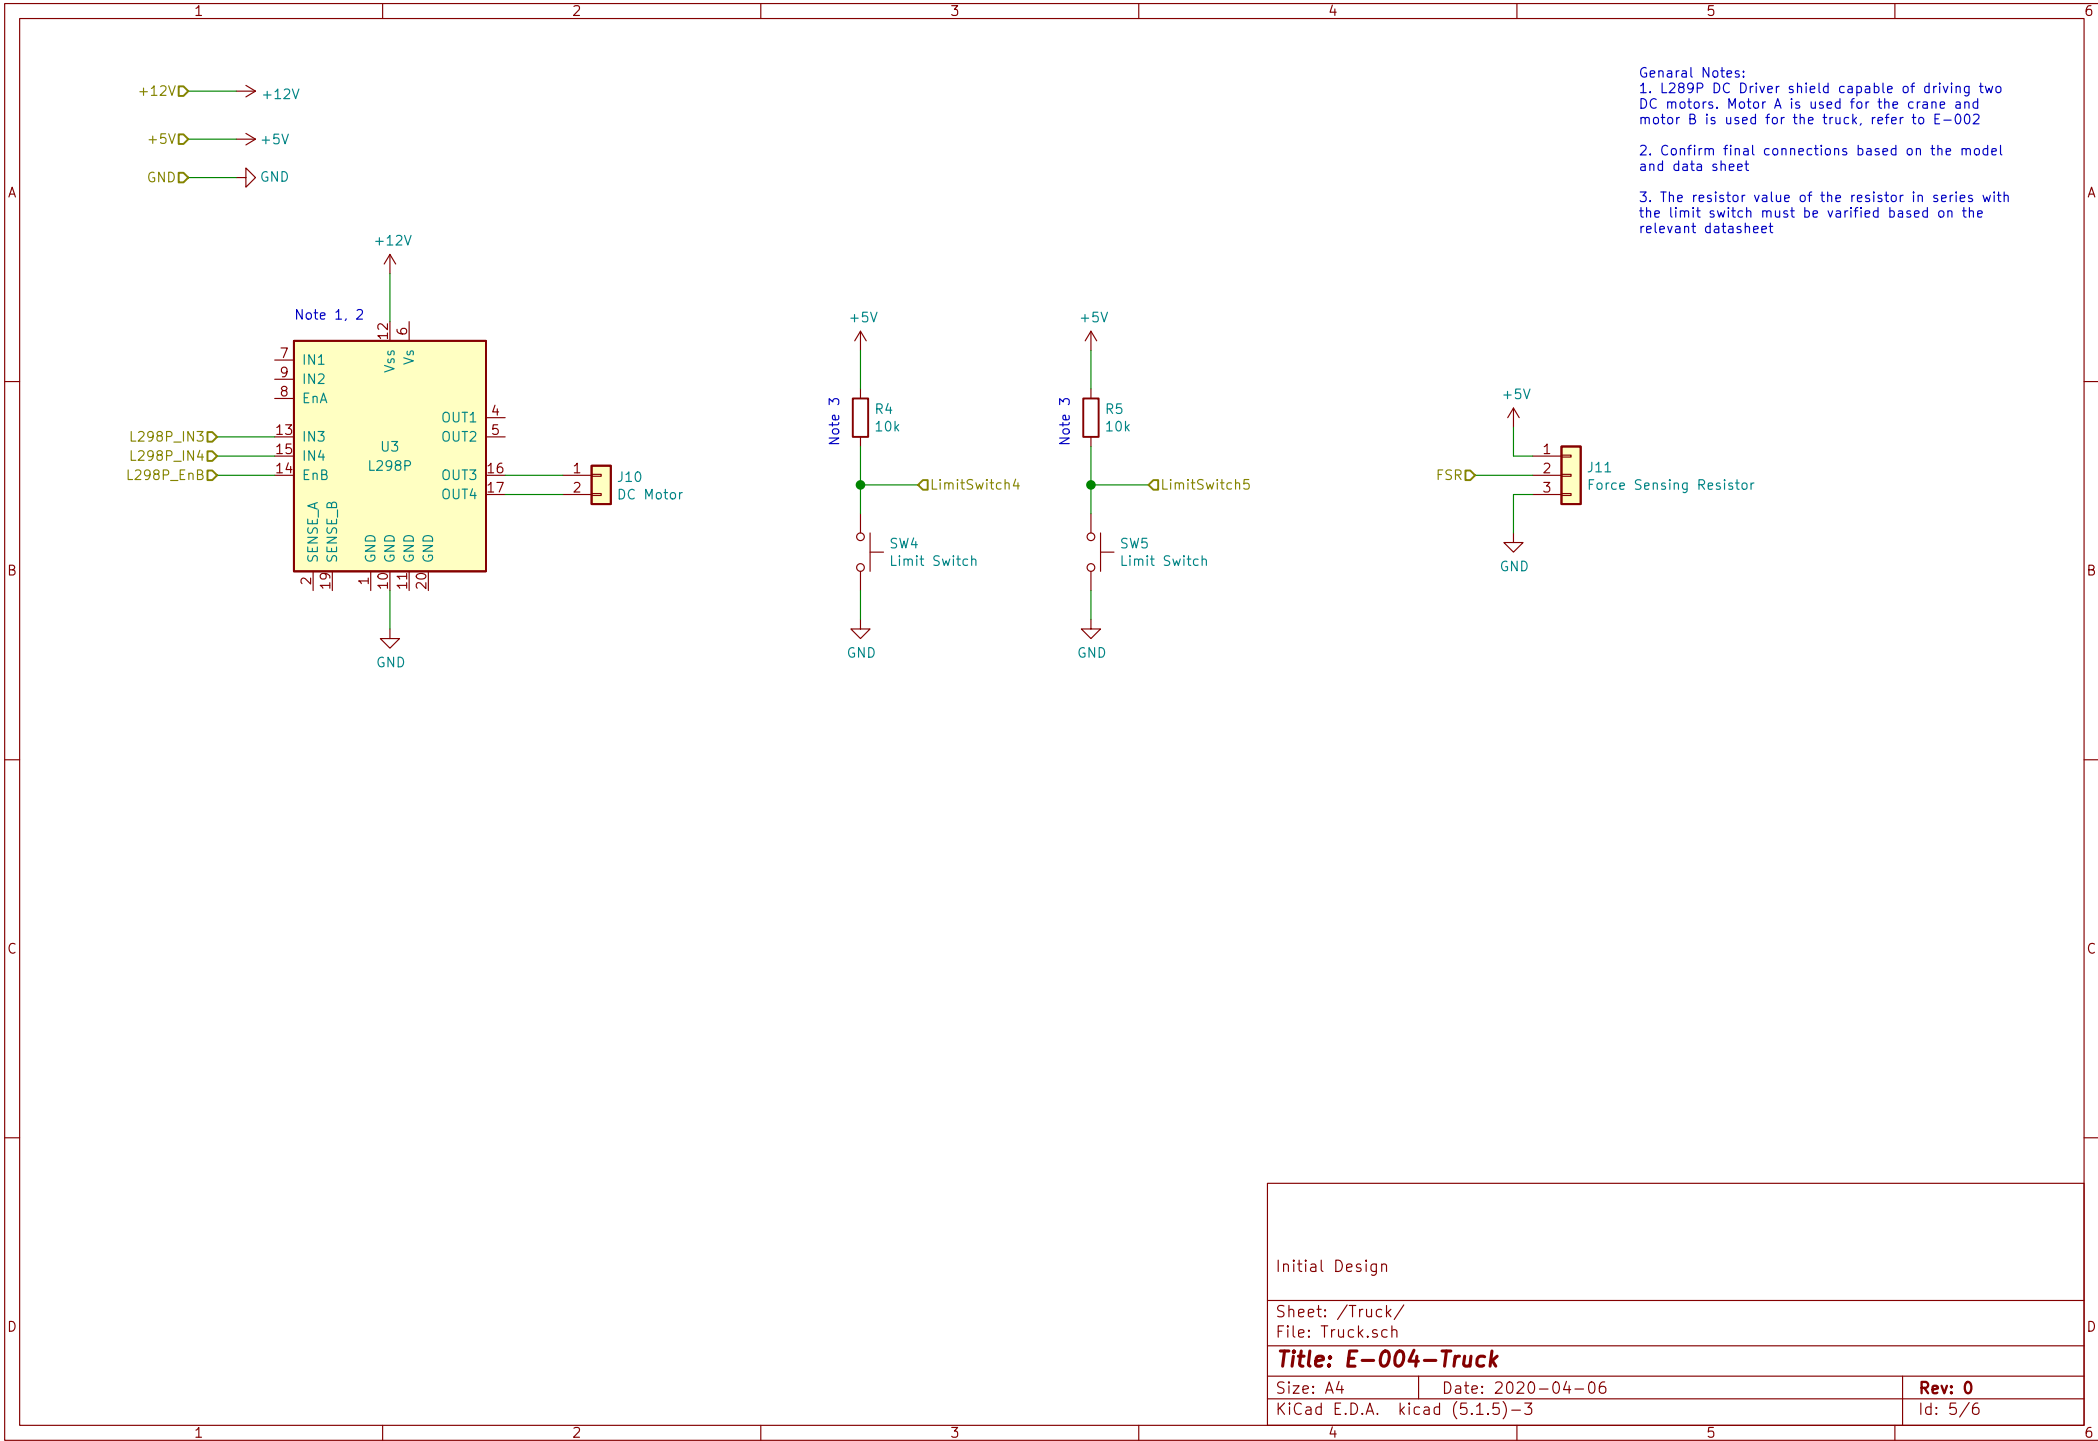 1 2 3 4 5 6
+12V +12V
+5V +5V
GND GND
Genaral Notes:
1. L289P DC Driver shield capable of driving two
DC motors. Motor A is used for the crane and
motor B is used for the truck, refer to E-002
2. Confirm final connections based on the model
and data sheet
3. The resistor value of the resistor in series with
the limit switch must be varified based on the
relevant datasheet
A A
+12V
Note 1, 2
12 6
Vss Vs
7 IN1
9 IN2
8 EnA
L298P_IN3 13 IN3
L298P_IN4 15 IN4
L298P_EnB 14 EnB
U3
L298P
OUT1 4
OUT2 5
OUT3 16
OUT4 17
SENSE_A SENSE_B GND GND GND GND
2 19 1 10 11 20
GND
1
2
J10
DC Motor
+5V
Note 3
R4
10k
LimitSwitch4
SW4
Limit Switch
GND
+5V
Note 3
R5
10k
LimitSwitch5
SW5
Limit Switch
GND
+5V
FSR
1
2
3
J11
Force Sensing Resistor
GND
B B
C C
D D
Initial Design
Sheet: /Truck/
File: Truck.sch
Title: E-004-Truck
Size: A4 Date: 2020-04-06 Rev: 0
KiCad E.D.A. kicad (5.1.5)-3 Id: 5/6
1 2 3 4 5 6